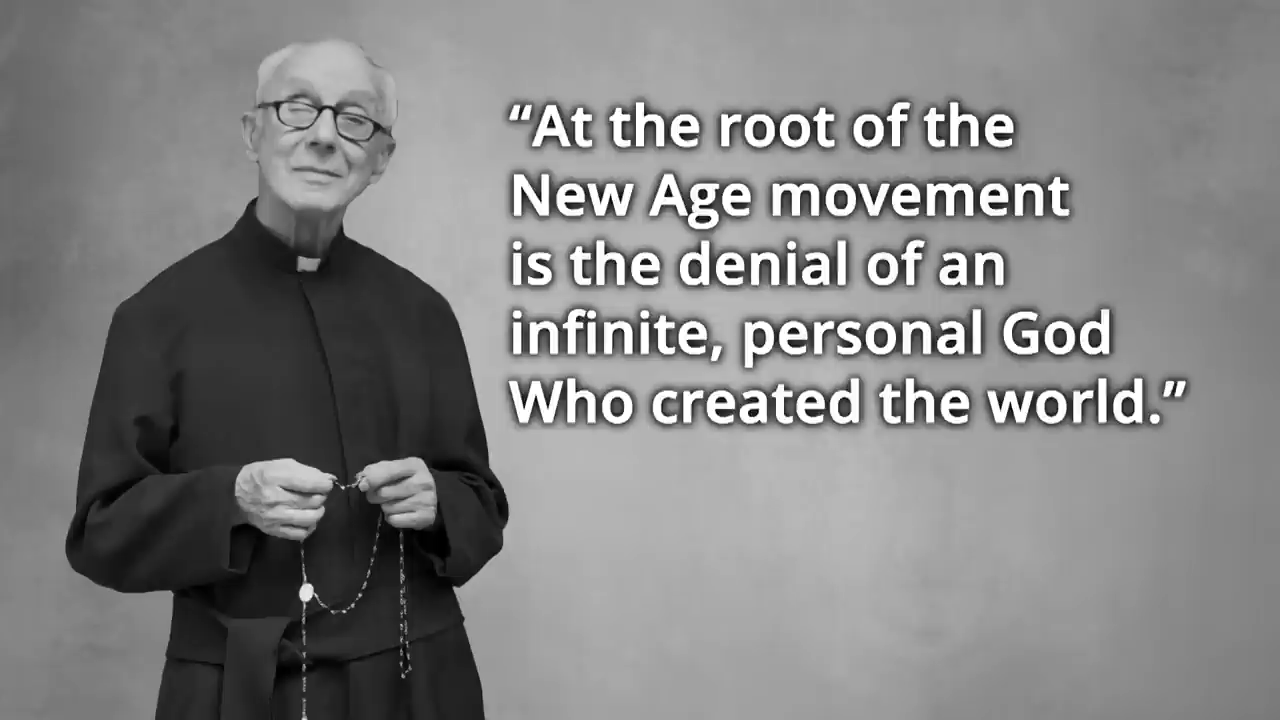 “At the root of the
New Age movement
is the denial of an
infinite, personal God
Who created the world.”